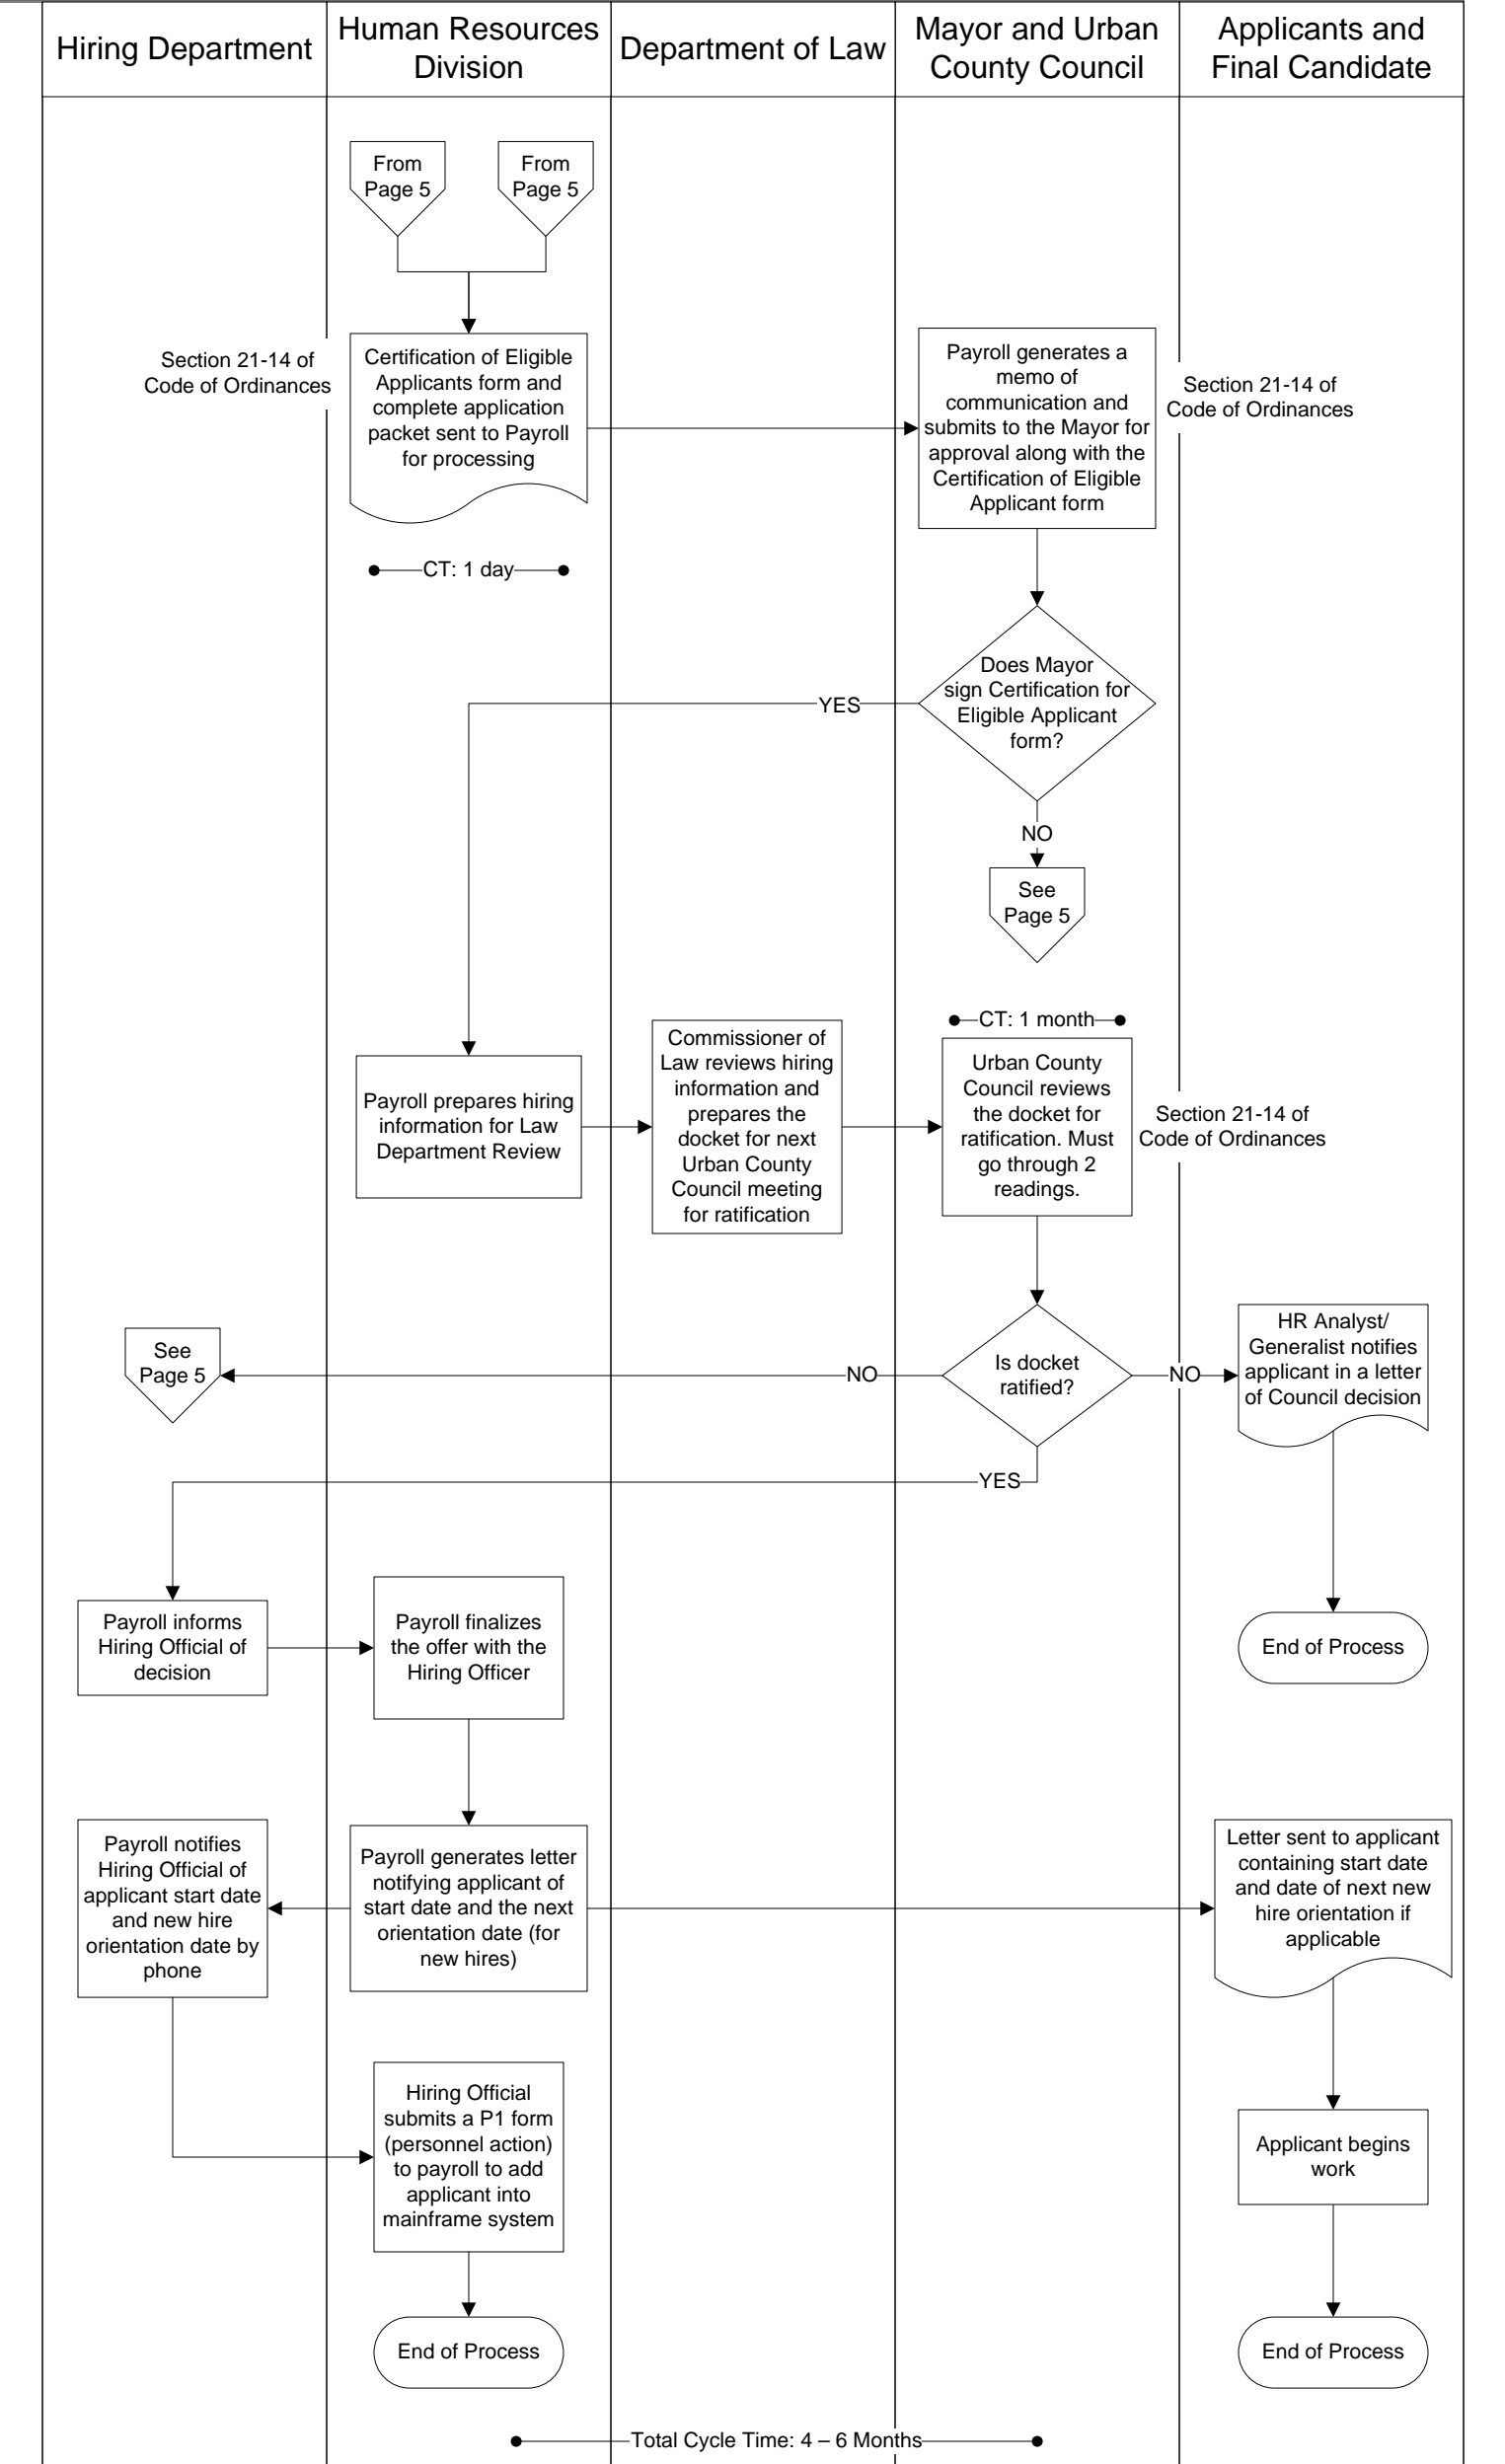 Hiring Department
Human Resources
Division
Department of Law
Mayor and Urban
County Council
Applicants and
Final Candidate
From
Page 5
From
Page 5
Section 21-14 of
Code of Ordinances
Certification of Eligible
Applicants form and
complete application
packet sent to Payroll
for processing
Payroll generates a
memo of
communication and
submits to the Mayor for
approval along with the
Certification of Eligible
Applicant form
Section 21-14 of
Code of Ordinances
CT: 1 day
Does Mayor
sign Certification for
Eligible Applicant
form?
YES
NO
See
Page 5
CT: 1 month
Payroll prepares hiring
information for Law
Department Review
Commissioner of
Law reviews hiring
information and
prepares the
docket for next
Urban County
Council meeting
for ratification
Urban County
Council reviews
the docket for
ratification. Must
go through 2
readings.
Section 21-14 of
Code of Ordinances
See
Page 5
NO
Is docket
ratified?
NO
HR Analyst/
Generalist notifies
applicant in a letter
of Council decision
YES
Payroll informs
Hiring Official of
decision
Payroll finalizes
the offer with the
Hiring Officer
End of Process
Payroll notifies
Hiring Official of
applicant start date
and new hire
orientation date by
phone
Payroll generates letter
notifying applicant of
start date and the next
orientation date (for
new hires)
Letter sent to applicant
containing start date
and date of next new
hire orientation if
applicable
Hiring Official
submits a P1 form
(personnel action)
to payroll to add
applicant into
mainframe system
Applicant begins
work
End of Process
End of Process
Total Cycle Time: 4 – 6 Months